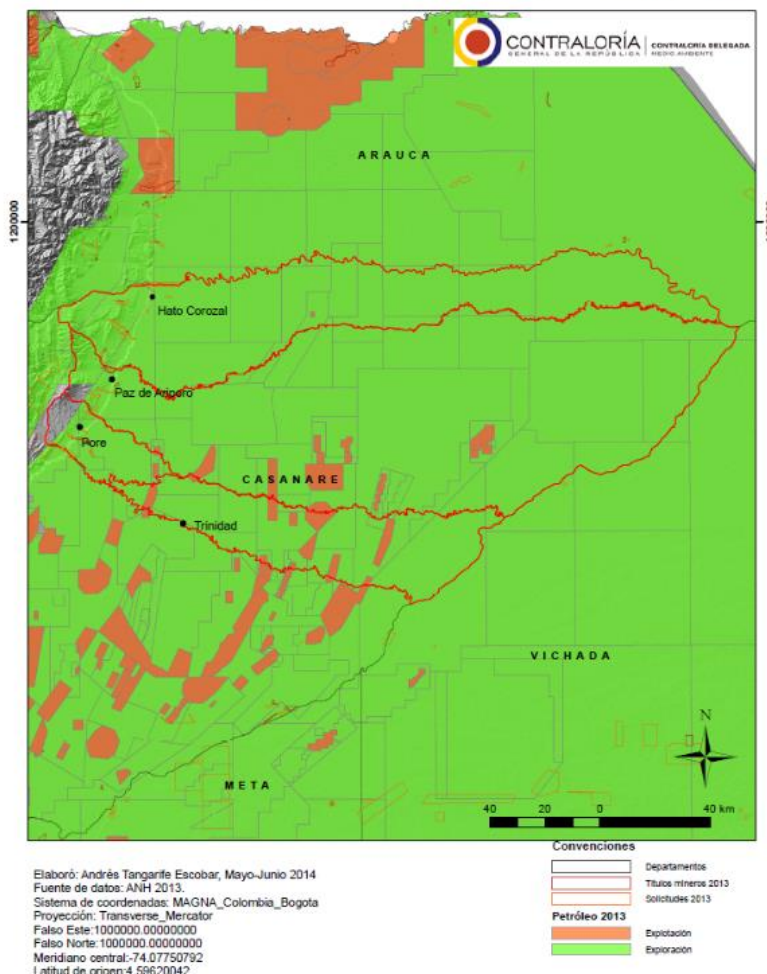 CONTRALORÍA
GENERAL DE LA REPÚBLICA
CONTRALORÍA DELEGADA
MEDIO AMBIENTE
ARAUCA
1200000
Hato Corozal
Paz de Ariporo
Pore
CASANARE
Trinidad
VICHADA
META
N
40 20 0 40 km
Elaboró: Andrés Tangarife Escobar, Mayo-Junio 2014
Fuente de datos: ANH 2013.
Sistema de coordenadas: MAGNA_Colombia_Bogota
Proyección: Transverse_Mercator
Falso Este:1000000.00000000
Falso Norte:1000000.00000000
Meridiano central:-74.07750792
Latitud de origen:4.59620042
Convenciones
Departamentos
Títulos mineros 2013
Solicitudes 2013
Petróleo 2013
Explotación
Exploración